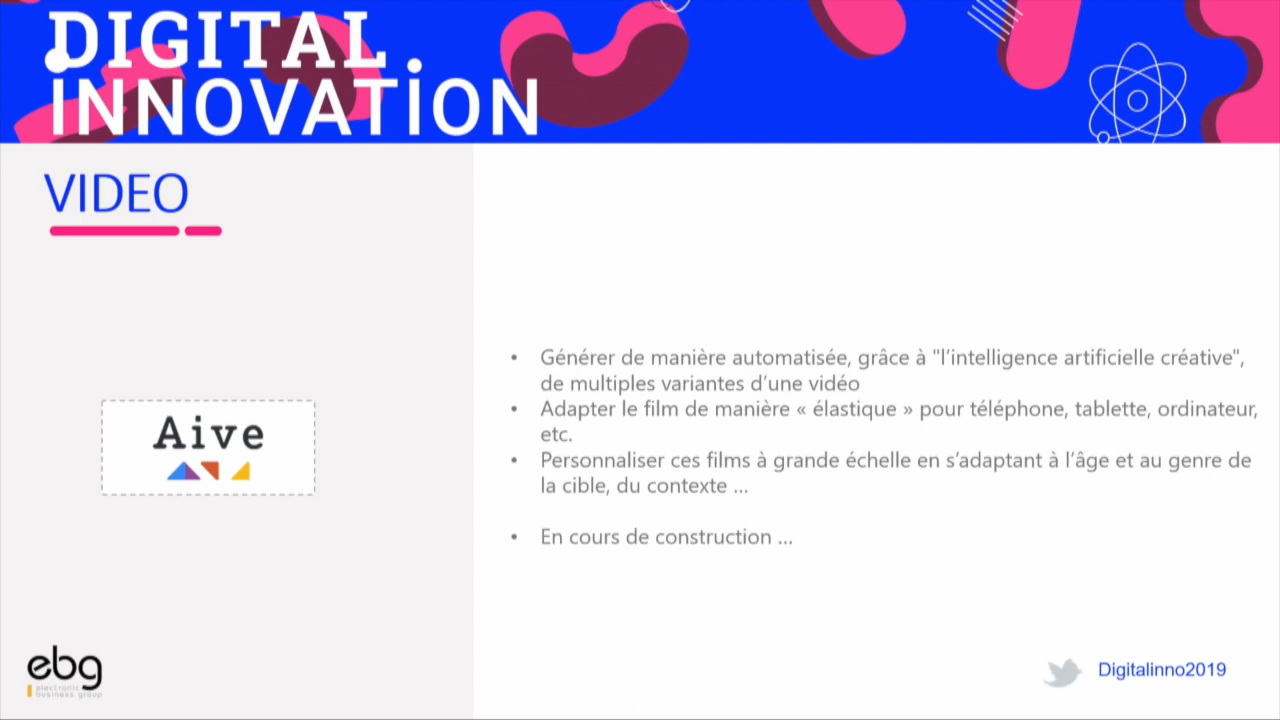 DIGITAL
INNOVATION
VIDEO
• Générer de manière automatisée, grâce à "l’intelligence artificielle créative",
de multiples variantes d’une vidéo
• Adapter le film de manière « élastique » pour téléphone, tablette, ordinateur,
etc.
• Personnaliser ces films à grande échelle en s’adaptant à l’âge et au genre de
la cible, du contexte ...
• En cours de construction ...
Aive
ebg
electronic
business group
Digitalinno2019